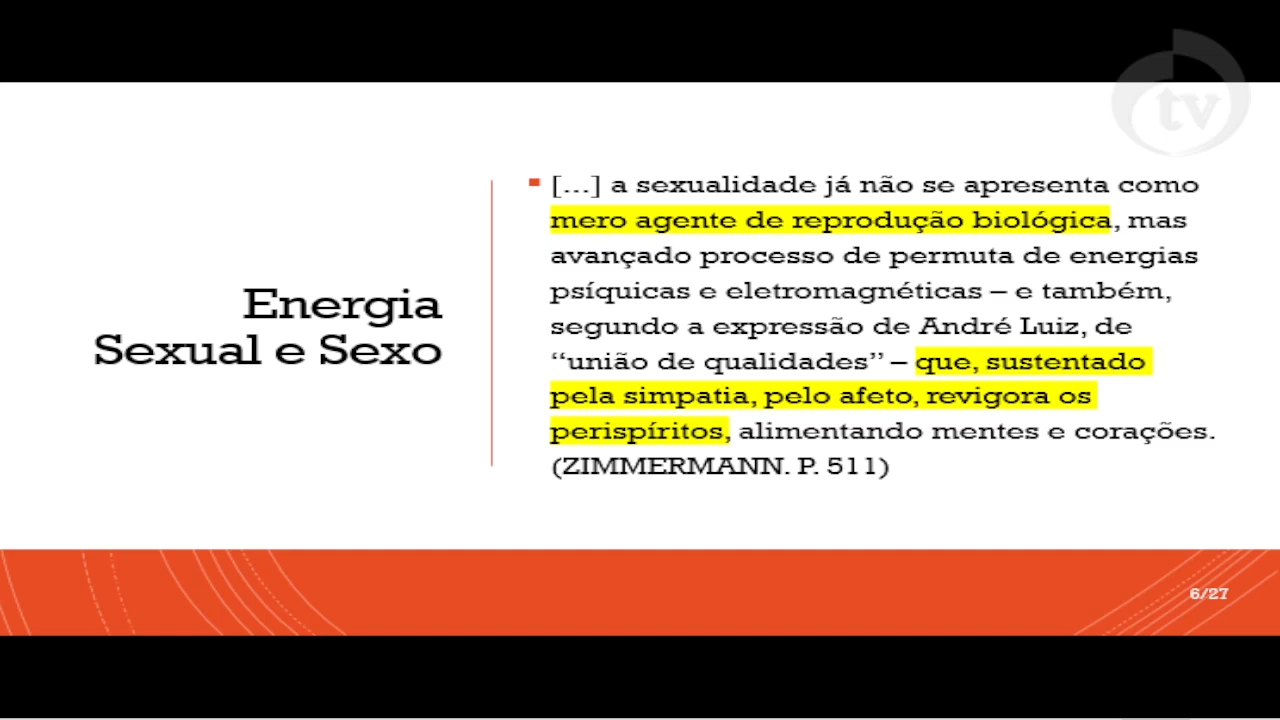 tv
Energia
Sexual e Sexo
[...] a sexualidade já não se apresenta como
mero agente de reprodução biológica, mas
avançado processo de permuta de energias
psíquicas e eletromagnéticas – e também,
segundo a expressão de André Luiz, de
“união de qualidades” – que, sustentado
pela simpatia, pelo afeto, revigora os
perispíritos, alimentando mentes e corações.
(ZIMMERMANN. P. 511)
6/27